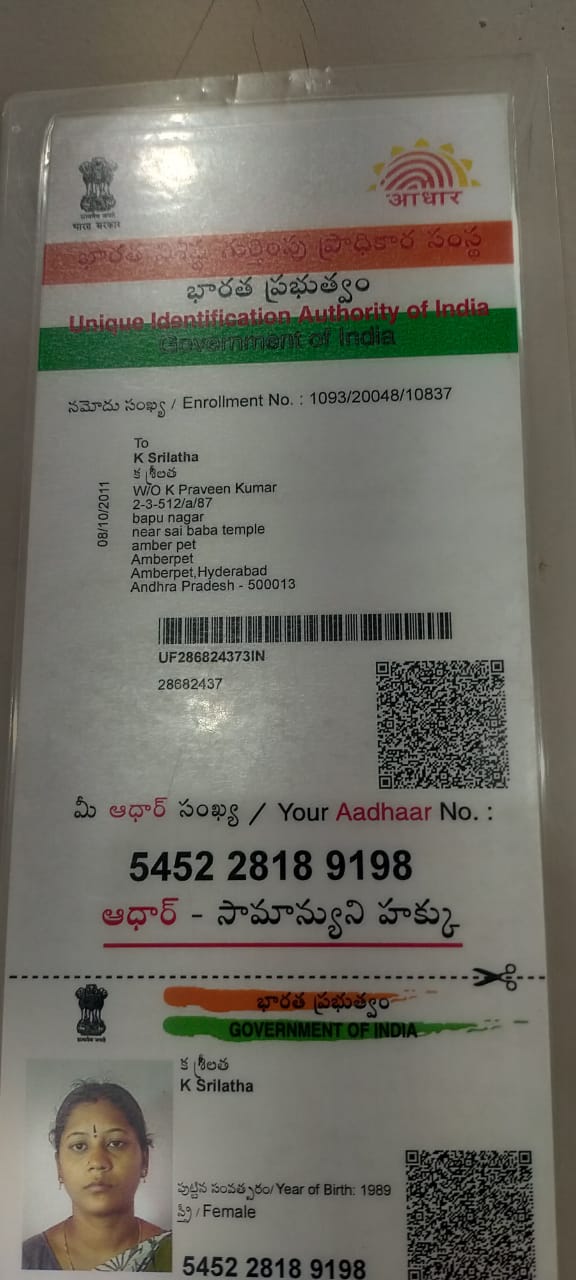 भारत सरकार
आधार
భారత విశిష్ట గుర్తింపు ప్రాధికార సంస్థ
భారత ప్రభుత్వం
Unique Identification Authority of India
Government of India
నమోదు సంఖ్య / Enrollment No. : 1093/20048/10837
08/10/2011
To
K Srilatha
క శ్రీలత
W/O K Praveen Kumar
2-3-512/a/87
bapu nagar
near sai baba temple
amber pet
Amberpet
Amberpet,Hyderabad
Andhra Pradesh - 500013
UF286824373IN
28682437
మీ ఆధార్ సంఖ్య / Your Aadhaar No. :
5452 2818 9198
ఆధార్ - సామాన్యుని హక్కు
భారత ప్రభుత్వం
GOVERNMENT OF INDIA
క శ్రీలత
K Srilatha
పుట్టిన సంవత్సరం/Year of Birth: 1989
స్త్రీ / Female
5452 2818 9198